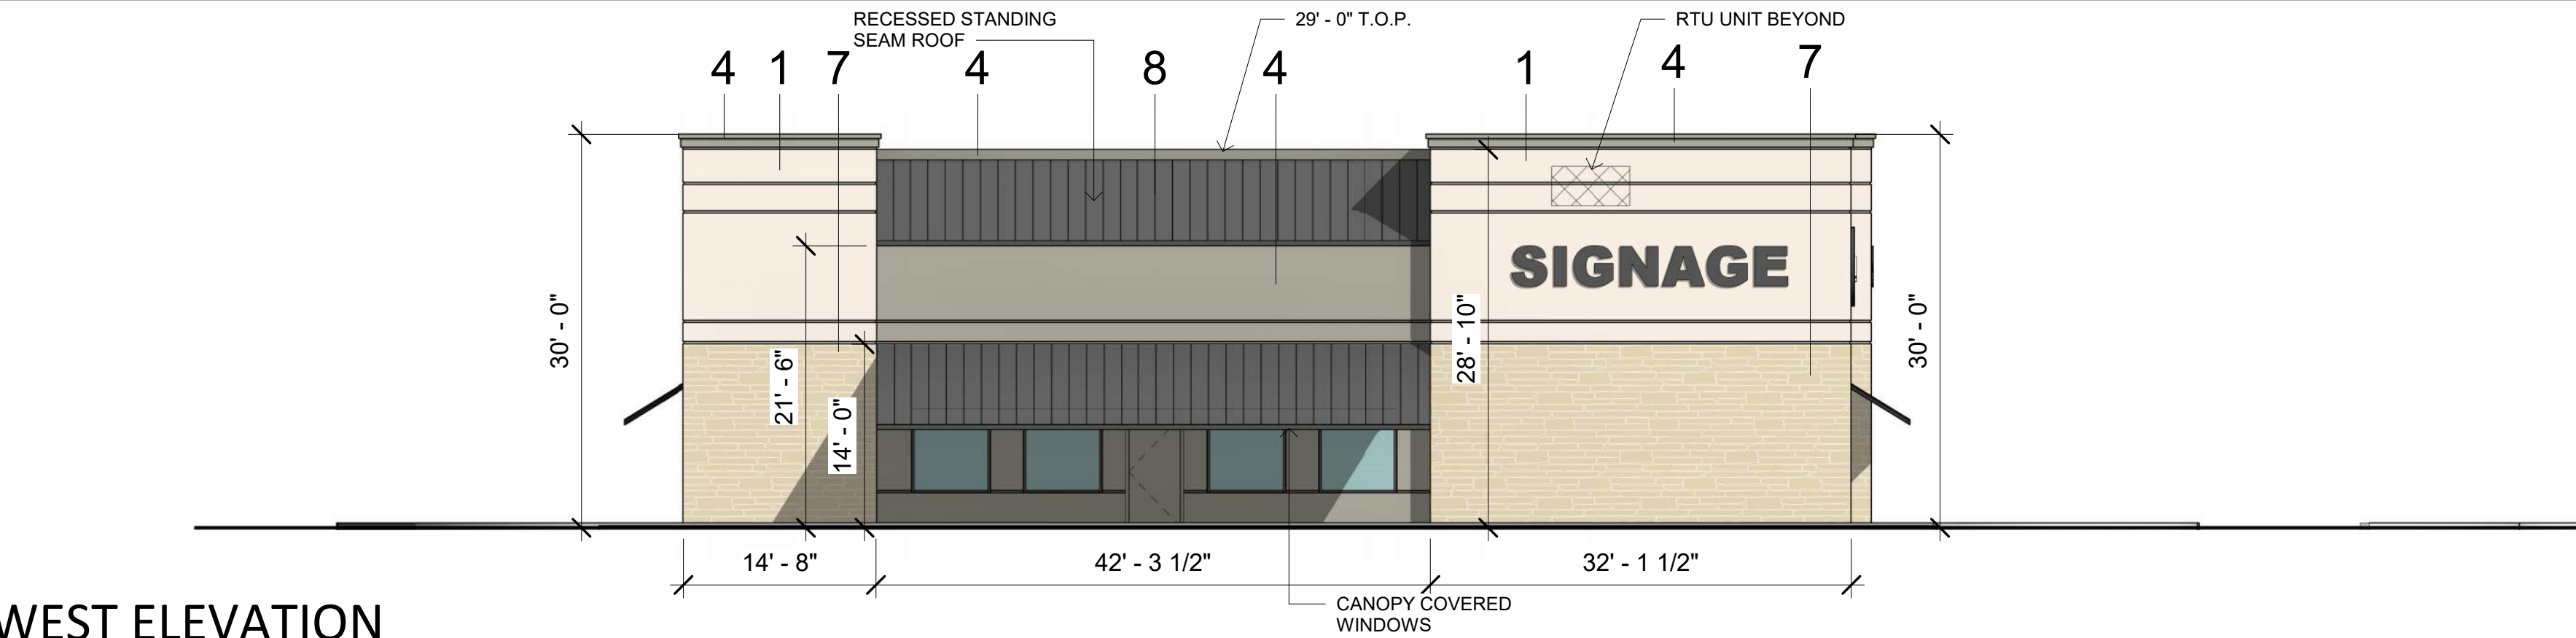 RECESSED STANDING
SEAM ROOF
29' - 0" T.O.P.
RTU UNIT BEYOND
4 1 7 4 8 4 1 4 7
SIGNAGE
30' - 0"
21' - 6"
14' - 0"
28' - 10"
30' - 0"
14' - 8"
42' - 3 1/2"
32' - 1 1/2"
CANOPY COVERED
WINDOWS
WEST ELEVATION